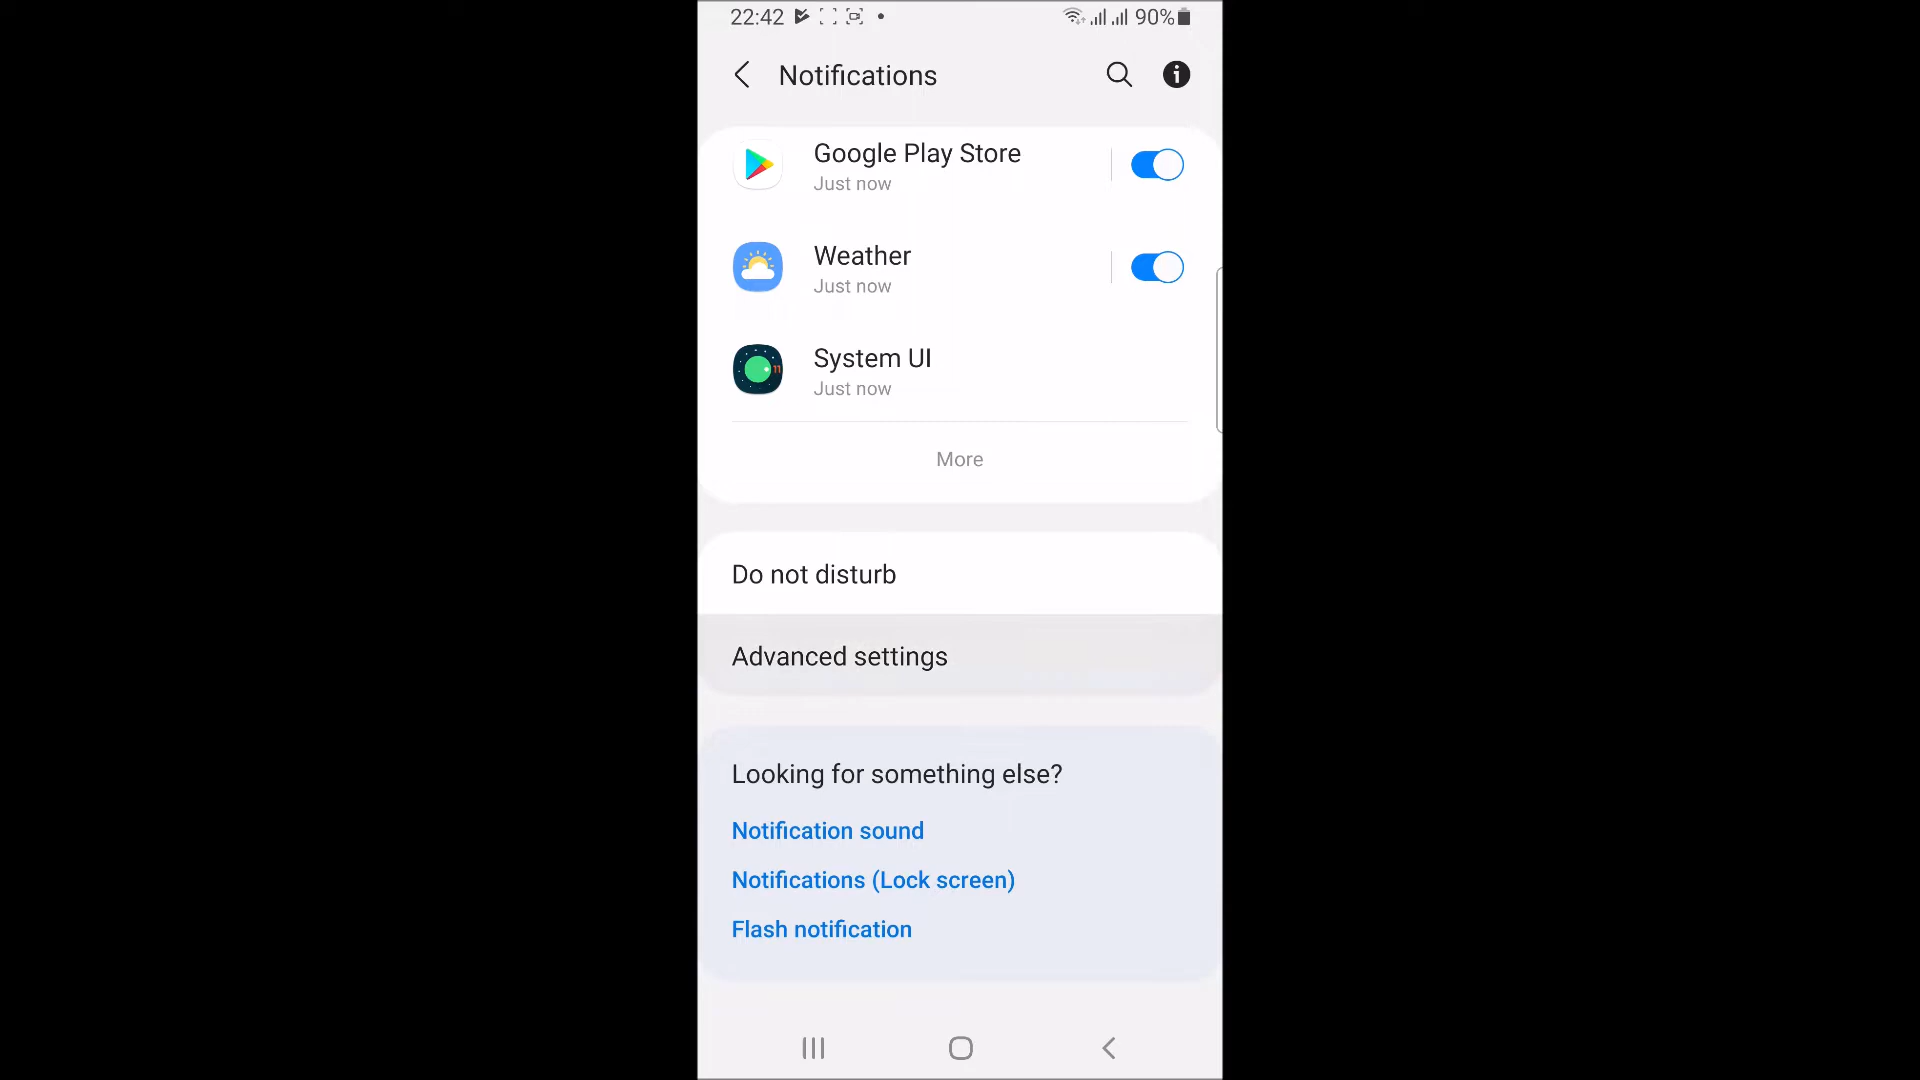 22:42
90%
Notifications
Google Play Store
Just now
Weather
Just now
System UI
Just now
More
Do not disturb
Advanced settings
Looking for something else?
Notification sound
Notifications (Lock screen)
Flash notification